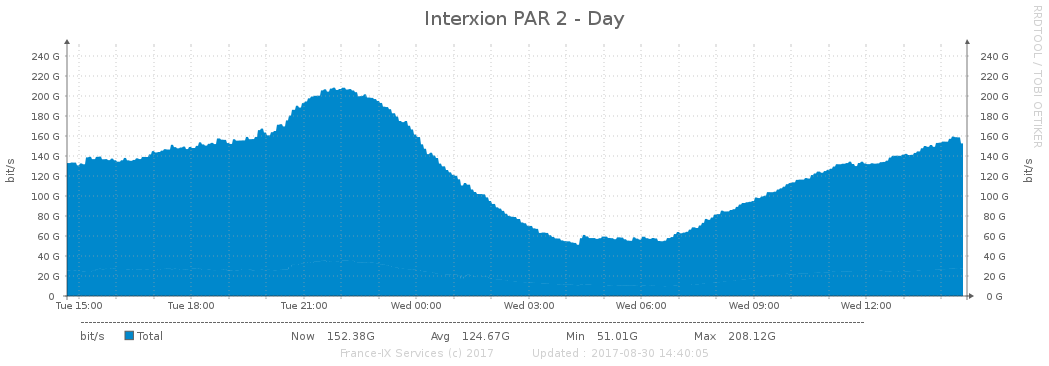 Interxion PAR 2 - Day
RRDTOOL / TOBI OETIKER
bit/s
240 G 240 G
220 G 220 G
200 G 200 G
180 G 180 G
160 G 160 G
140 G 140 G
120 G 120 G
100 G 100 G
80 G 80 G
60 G 60 G
40 G 40 G
20 G 20 G
0 0 G
bit/s
Tue 15:00 Tue 18:00 Tue 21:00 Wed 00:00 Wed 03:00 Wed 06:00 Wed 09:00 Wed 12:00
bit/s Total Now 152.38G Avg 124.67G Min 51.01G Max 208.12G
France-IX Services (c) 2017 Updated : 2017-08-30 14:40:05